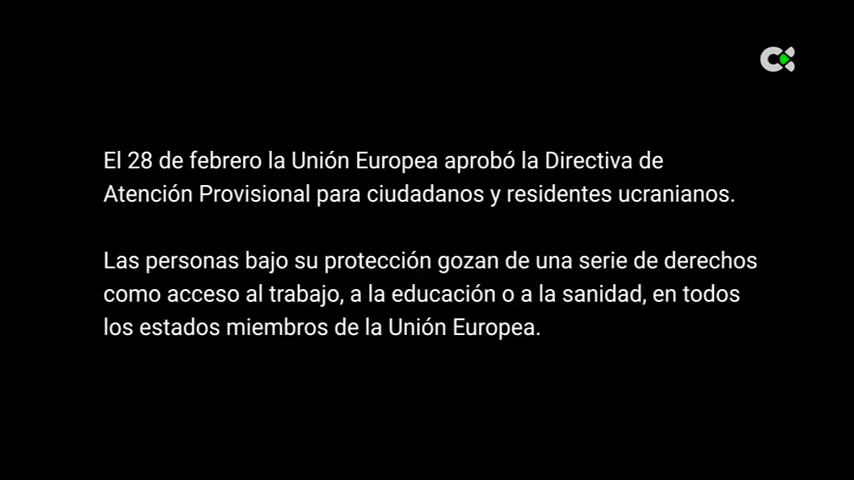 El 28 de febrero la Unión Europea aprobó la Directiva de
Atención Provisional para ciudadanos y residentes ucranianos.
Las personas bajo su protección gozan de una serie de derechos
como acceso al trabajo, a la educación o a la sanidad, en todos
los estados miembros de la Unión Europea.